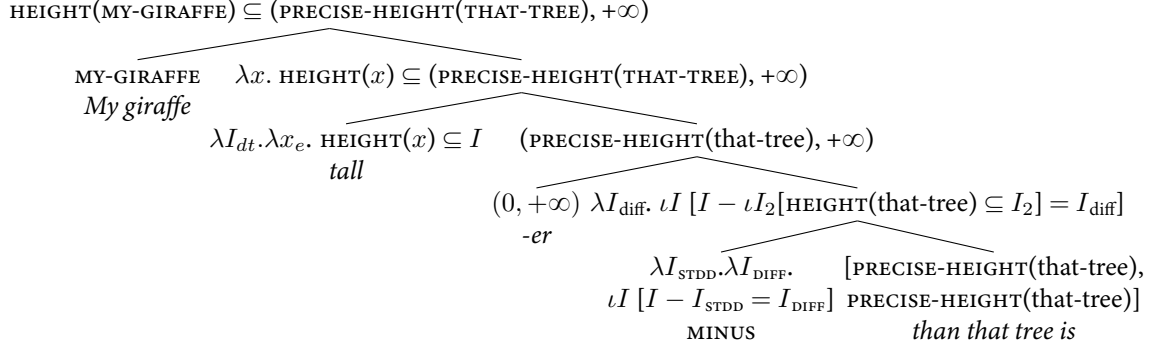 HEIGHT(MY-GIRAFFE) ⊆ (PRECISE-HEIGHT(THAT-TREE), +∞)
MY-GIRAFFE λx. HEIGHT(x) ⊆ (PRECISE-HEIGHT(THAT-TREE), +∞)
My giraffe
λI_dt.λx_e. HEIGHT(x) ⊆ I (PRECISE-HEIGHT(that-tree), +∞)
tall
(0, +∞) λI_diff. ιI [I − ιI_2[HEIGHT(that-tree) ⊆ I_2] = I_diff]
-er
λI_STDD.λI_DIFF. [PRECISE-HEIGHT(that-tree),
ιI [I − I_STDD = I_DIFF] PRECISE-HEIGHT(that-tree)]
MINUS than that tree is